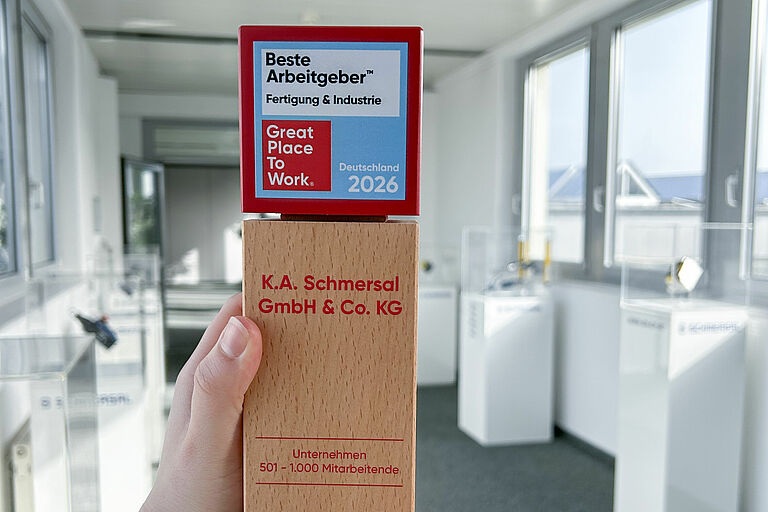 Beste
Arbeitgeber™
Fertigung & Industrie
Great
Place
To
Work®
Deutschland
2026
K.A. Schmersal
GmbH & Co. KG
Unternehmen
501 – 1.000 Mitarbeitende